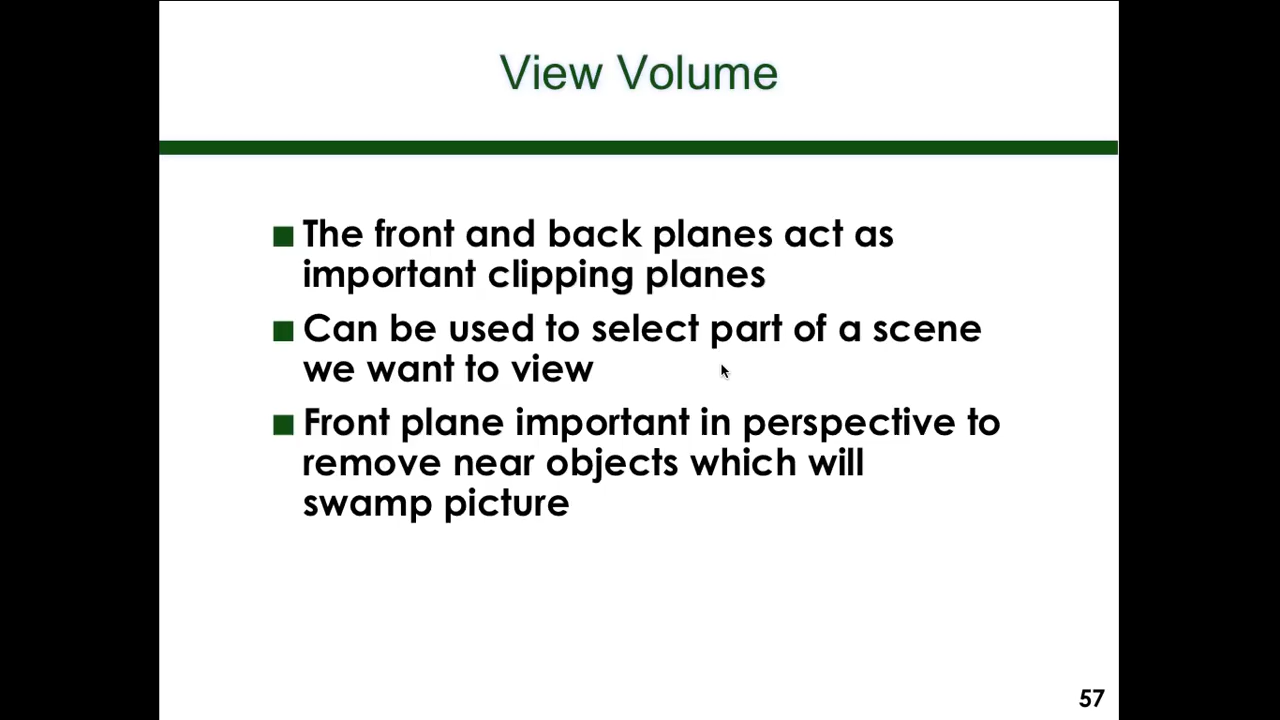 View Volume
The front and back planes act as
important clipping planes
Can be used to select part of a scene
we want to view
Front plane important in perspective to
remove near objects which will
swamp picture
57